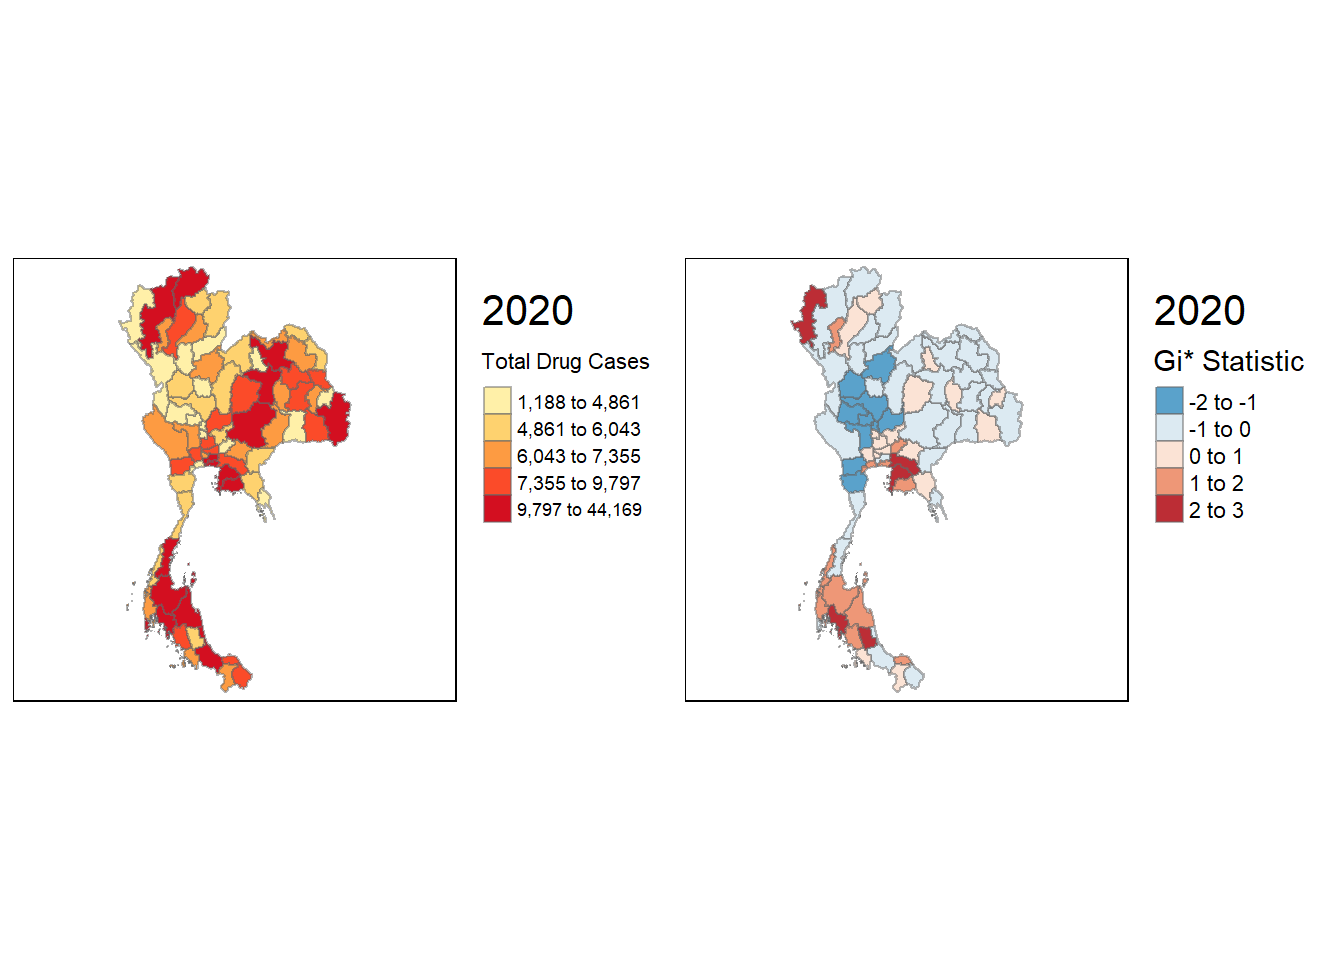 2020
Total Drug Cases
1,188 to 4,861
4,861 to 6,043
6,043 to 7,355
7,355 to 9,797
9,797 to 44,169
2020
Gi* Statistic
-2 to -1
-1 to 0
0 to 1
1 to 2
2 to 3